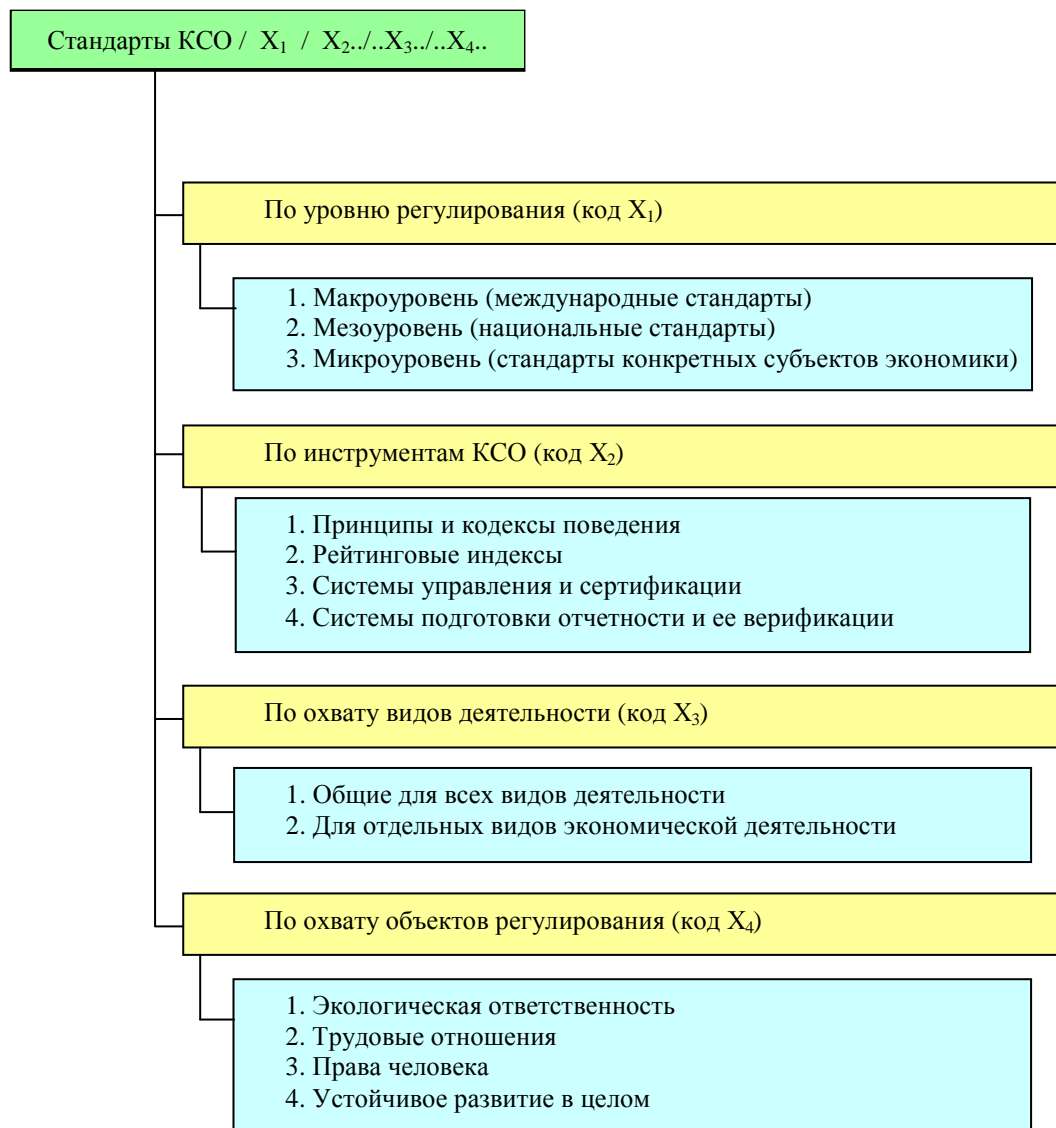 Стандарты КСО / X₁ / X₂../..X₃../..X₄..
По уровню регулирования (код X₁)
1. Макроуровень (международные стандарты)
2. Мезоуровень (национальные стандарты)
3. Микроуровень (стандарты конкретных субъектов экономики)
По инструментам КСО (код X₂)
1. Принципы и кодексы поведения
2. Рейтинговые индексы
3. Системы управления и сертификации
4. Системы подготовки отчетности и ее верификации
По охвату видов деятельности (код X₃)
1. Общие для всех видов деятельности
2. Для отдельных видов экономической деятельности
По охвату объектов регулирования (код X₄)
1. Экологическая ответственность
2. Трудовые отношения
3. Права человека
4. Устойчивое развитие в целом